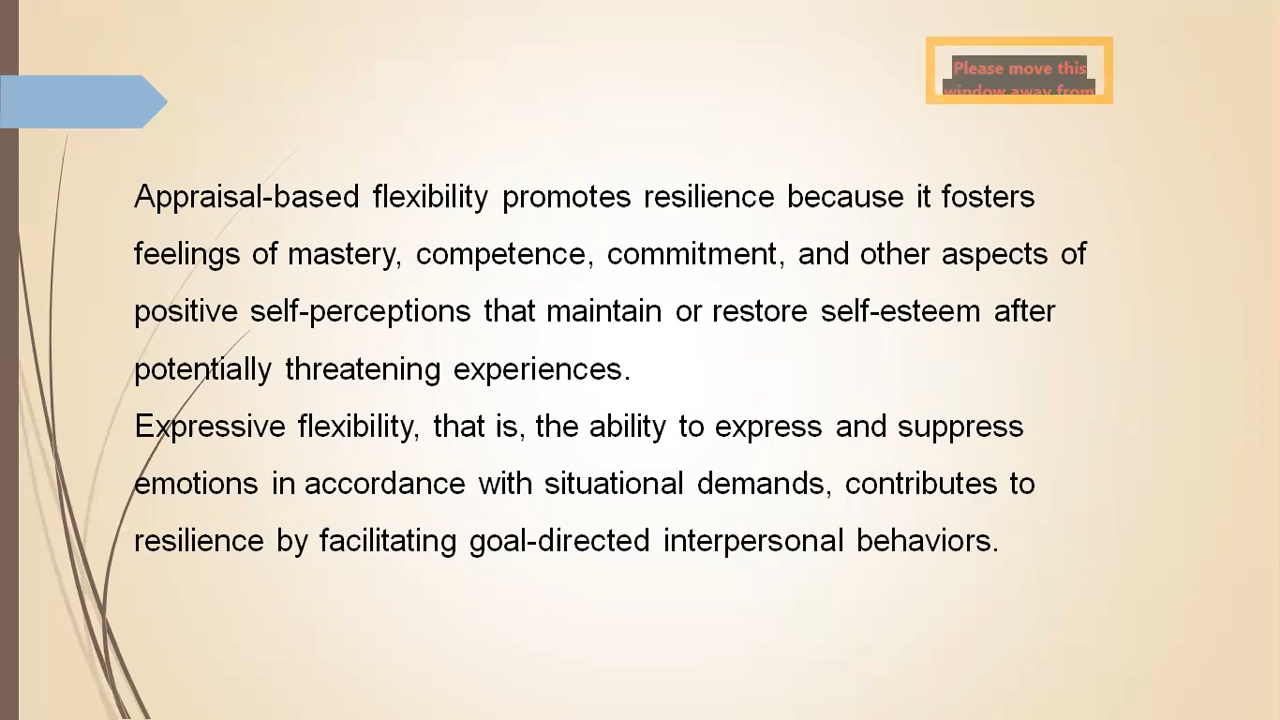 Please move this
window away from
Appraisal-based flexibility promotes resilience because it fosters
feelings of mastery, competence, commitment, and other aspects of
positive self-perceptions that maintain or restore self-esteem after
potentially threatening experiences.
Expressive flexibility, that is, the ability to express and suppress
emotions in accordance with situational demands, contributes to
resilience by facilitating goal-directed interpersonal behaviors.